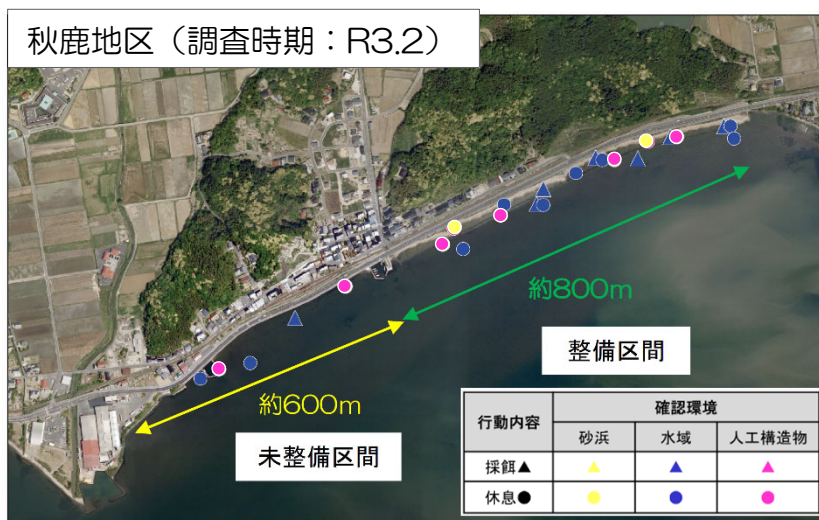 秋鹿地区（調査時期：R3.2）
約800m
整備区間
約600m
未整備区間
行動内容 確認環境
砂浜 水域 人工構造物
採餌▲ ▲ ▲ ▲
休息● ● ● ●